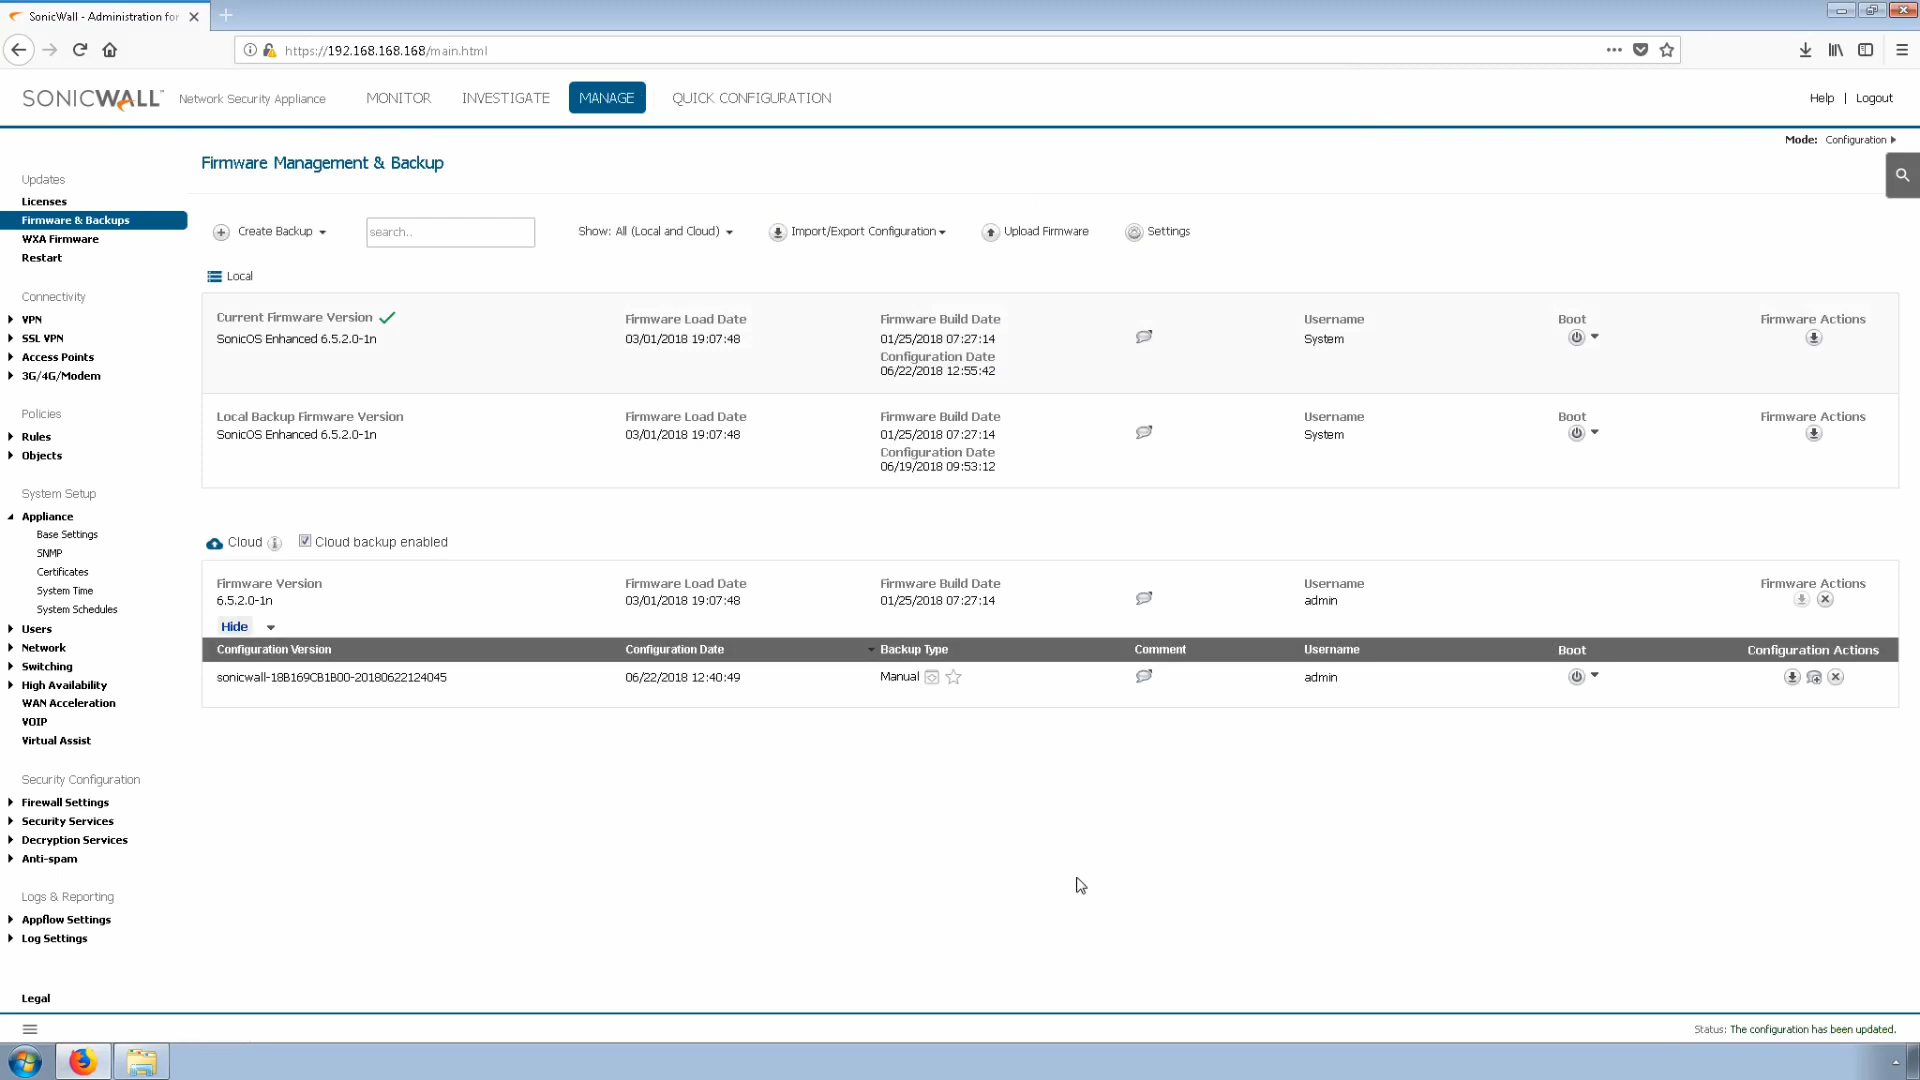 SonicWall - Administration for
https://192.168.168.168/main.html
SONICWALL Network Security Appliance MONITOR INVESTIGATE MANAGE QUICK CONFIGURATION Help | Logout
Mode: Configuration
Firmware Management & Backup
Updates
Licenses
Firmware & Backups
WXA Firmware
Restart
Connectivity
VPN
SSL VPN
Access Points
3G/4G/Modem
Policies
Rules
Objects
System Setup
Appliance
Base Settings
SNMP
Certificates
System Time
System Schedules
Users
Network
Switching
High Availability
WAN Acceleration
VOIP
Virtual Assist
Security Configuration
Firewall Settings
Security Services
Decryption Services
Anti-spam
Logs & Reporting
Appflow Settings
Log Settings
Legal
Create Backup search.. Show: All (Local and Cloud) Import/Export Configuration Upload Firmware Settings
Local
Current Firmware Version Firmware Load Date Firmware Build Date Username Boot Firmware Actions
SonicOS Enhanced 6.5.2.0-1n 03/01/2018 19:07:48 01/25/2018 07:27:14 System
Configuration Date
06/22/2018 12:55:42
Local Backup Firmware Version Firmware Load Date Firmware Build Date Username Boot Firmware Actions
SonicOS Enhanced 6.5.2.0-1n 03/01/2018 19:07:48 01/25/2018 07:27:14 System
Configuration Date
06/19/2018 09:53:12
Cloud Cloud backup enabled
Firmware Version Firmware Load Date Firmware Build Date Username Firmware Actions
6.5.2.0-1n 03/01/2018 19:07:48 01/25/2018 07:27:14 admin
Hide
Configuration Version Configuration Date Backup Type Comment Username Boot Configuration Actions
sonicwall-18B169CB1B00-20180622124045 06/22/2018 12:40:49 Manual admin
Status: The configuration has been updated.